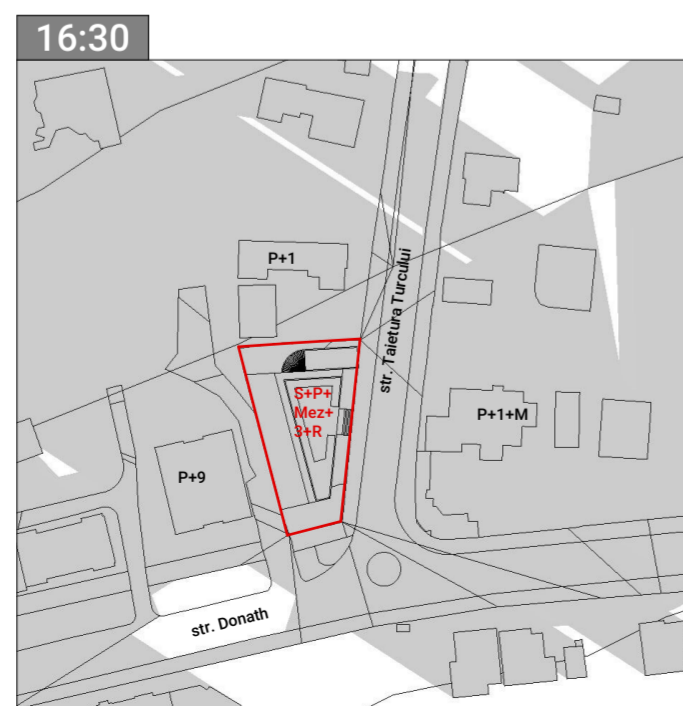 16:30
P+1
str. Taietura Turcului
S+P+
Mez+
3+R
P+1+M
P+9
str. Donath